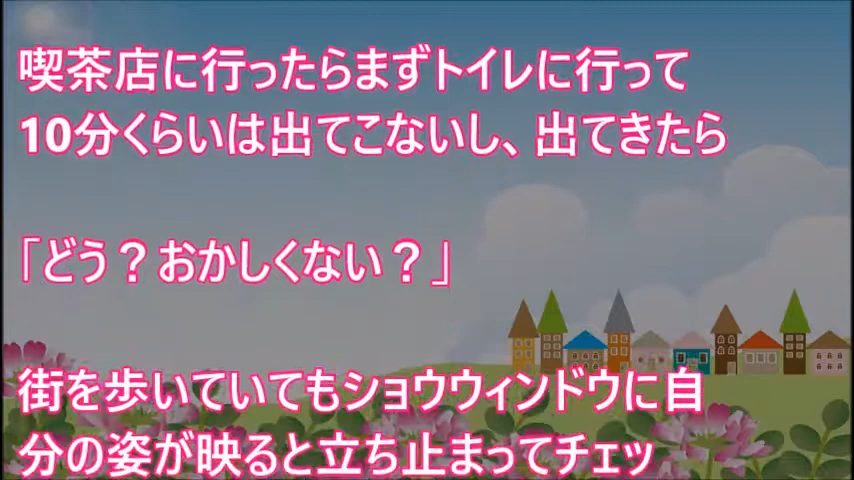 喫茶店に行ったらまずトイレに行って
10分くらいは出てこないし、出てきたら
「どう？おかしくない？」
街を歩いていてもショウウィンドウに自
分の姿が映ると立ち止まってチェッ